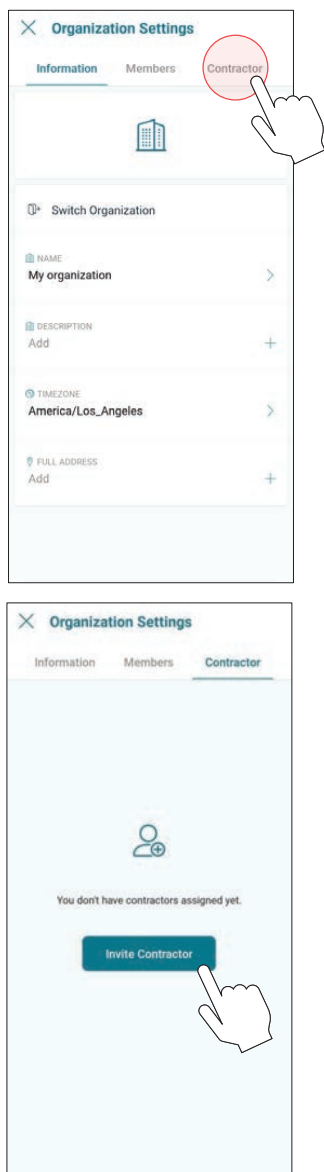 Organization Settings
Information Members Contractor
Switch Organization
NAME
My organization
DESCRIPTION
Add
TIMEZONE
America/Los_Angeles
FULL ADDRESS
Add
Organization Settings
Information Members Contractor
You don't have contractors assigned yet.
Invite Contractor